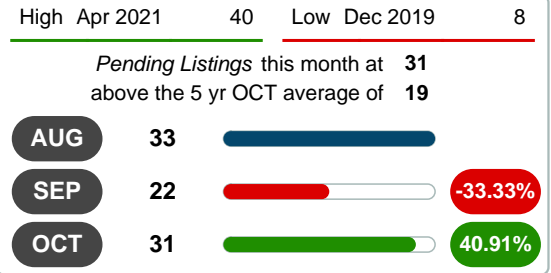 High Apr 2021 40 Low Dec 2019 8
Pending Listings this month at 31
above the 5 yr OCT average of 19
AUG 33
SEP 22 -33.33%
OCT 31 40.91%